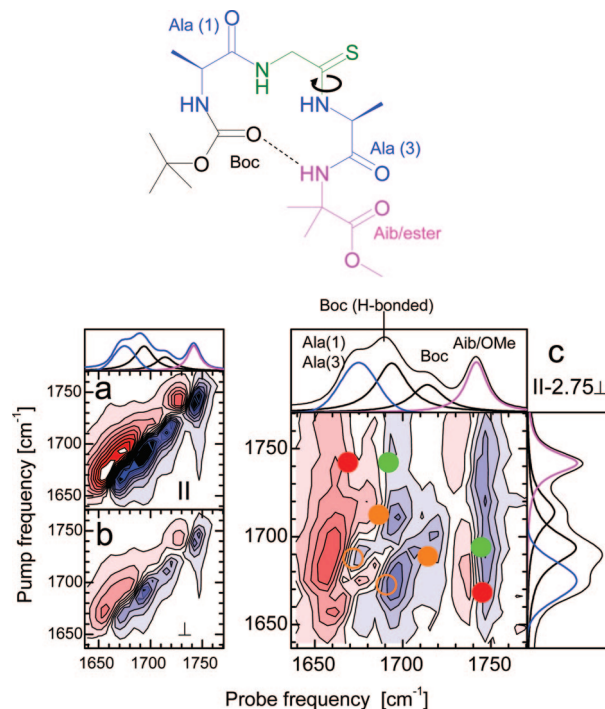 O
Ala (1)
S
NH
HN
HN
O
O
Boc
Ala (3)
HN
O
O
Aib/ester
O
Boc (H-bonded)
Ala(1)
Ala(3)
Boc
Aib/OMe
c
II-2.75⊥
1750
1700
1650
a
II
1750
1700
1650
b
⊥
1750
1700
1650
Pump frequency [cm⁻¹]
1650 1700 1750
1650 1700 1750
Probe frequency [cm⁻¹]